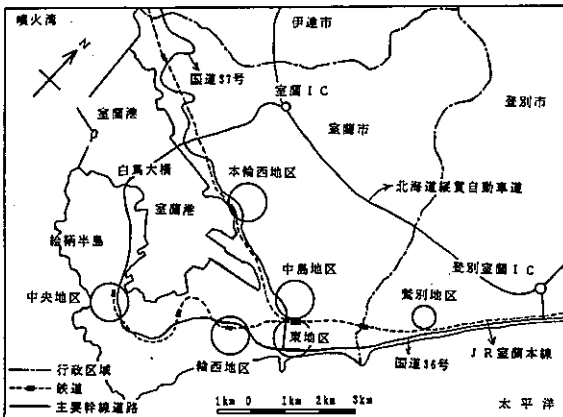 噴火湾
伊達市
N
国道37号
室蘭IC
登別市
室蘭港
室蘭市
白鳥大橋
本輪西地区
北海道縦貫自動車道
室蘭港
絵鞆半島
中島地区
登別室蘭IC
中央地区
鷲別地区
東地区
輪西地区
国道36号
JR室蘭本線
行政区域
鉄道
主要幹線道路
1km 0 1km 2km 3km
太平洋